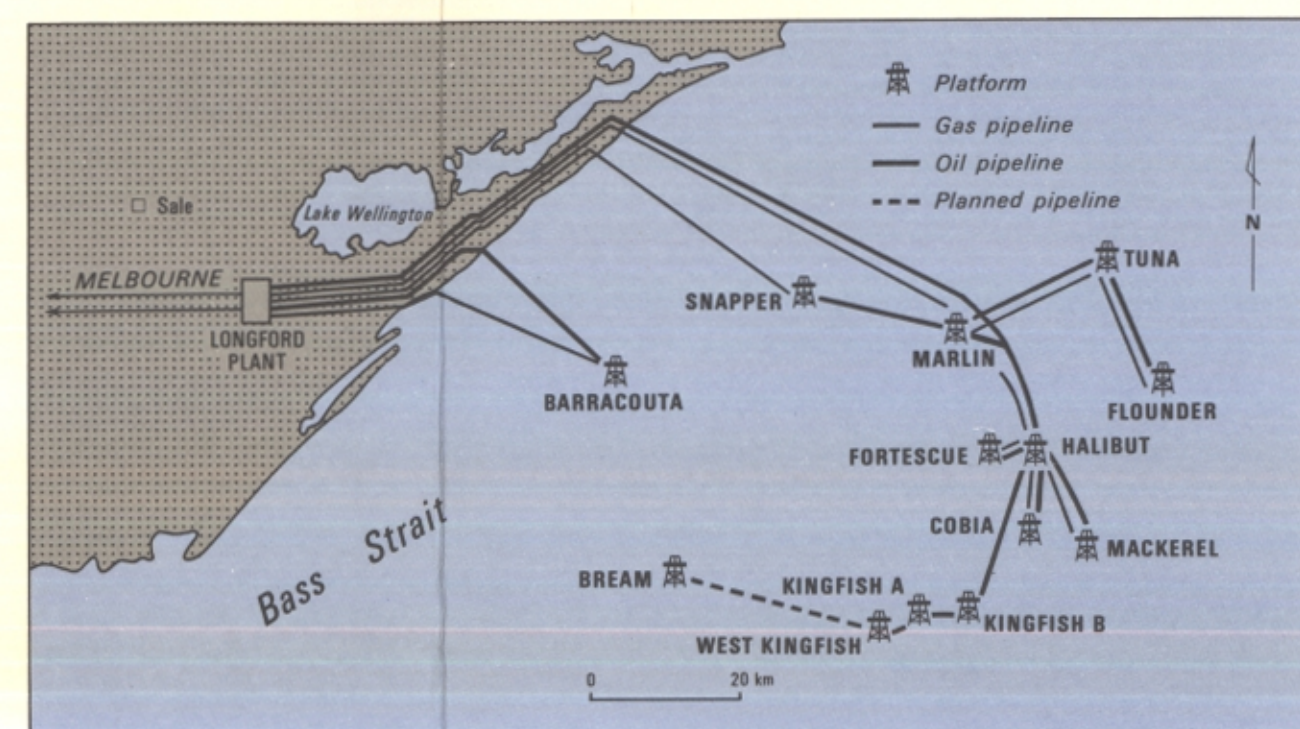 Platform
Gas pipeline
Oil pipeline
Planned pipeline
N
Sale
Lake Wellington
MELBOURNE
LONGFORD
PLANT
TUNA
SNAPPER
MARLIN
BARRACOUTA
FLOUNDER
FORTESCUE
HALIBUT
COBIA
MACKEREL
Bass Strait
BREAM
KINGFISH A
KINGFISH B
WEST KINGFISH
0 20 km